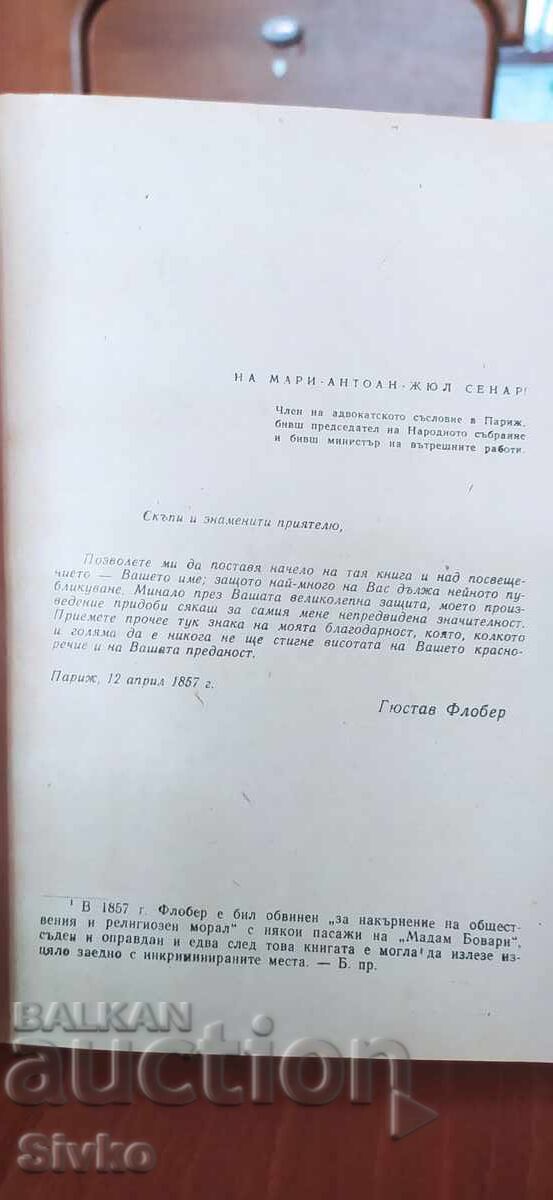 НА МАРИ-АНТОАН-ЖЮЛ СЕНАР¹
Член на адвокатското съсловие в Париж,
бивш председател на Народното събрание
и бивш министър на вътрешните работи.
Скъпи и знаменити приятелю,
Позволете ми да поставя начело на тая книга и над посвеще-
чието — Вашето име; защото най-много на Вас дължа нейното пу-
бликуване. Минало през Вашата великолепна защита, моето произ-
ведение придоби сякаш за самия мене непредвидена значителност.
Приемете прочее тук знака на моята благодарност, която, колкото
и голяма да е никога не ще стигне висотата на Вашето красно-
речие и на Вашата преданост.
Париж, 12 април 1857 г.
Гюстав Флобер
¹ В 1857 г. Флобер е бил обвинен „за накърнение на общест-
вения и религиозен морал“ с някои пасажи на „Мадам Бовари“,
съден и оправдан и едва след това книгата е могла да излезе из-
цяло заедно с инкриминираните места. — Б. пр.
BALKAN
auction
Sivko